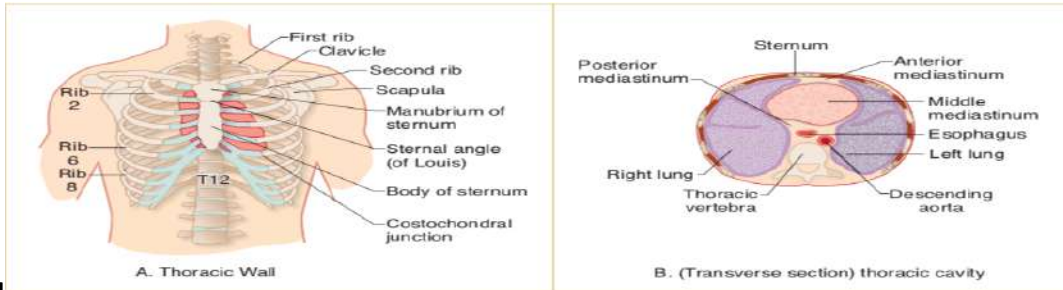 First rib
Clavicle
Second rib
Scapula
Manubrium of
sternum
Sternal angle
(of Louis)
Body of sternum
Costochondral
junction
Rib
2
Rib
6
Rib
8
T12
A. Thoracic Wall
Sternum
Posterior
mediastinum
Anterior
mediastinum
Middle
mediastinum
Esophagus
Left lung
Right lung
Thoracic
vertebra
Descending
aorta
B. (Transverse section) thoracic cavity